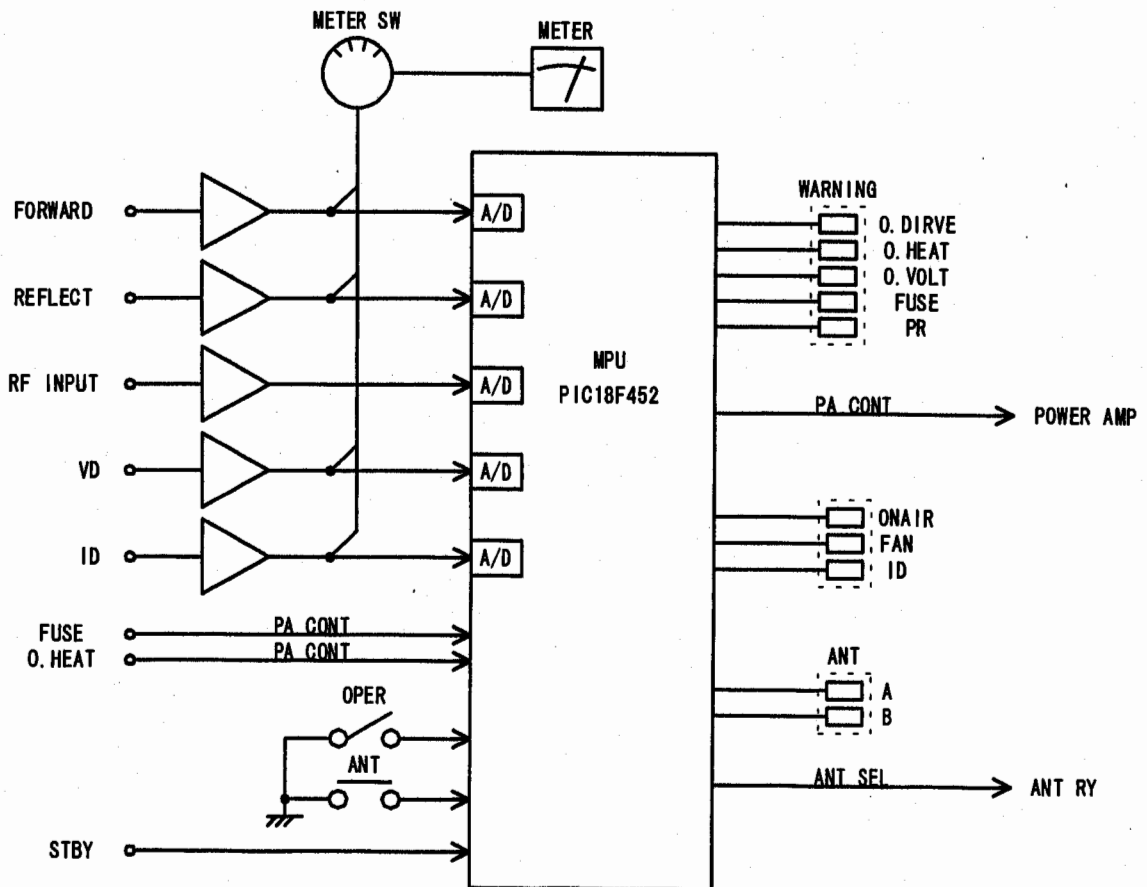 METER SW
METER
FORWARD
A/D
REFLECT
A/D
RF INPUT
A/D
VD
A/D
ID
A/D
FUSE
PA CONT
O.HEAT
PA CONT
OPER
ANT
STBY
MPU
PIC18F452
WARNING
O.DIRVE
O.HEAT
O.VOLT
FUSE
PR
PA CONT
POWER AMP
ONAIR
FAN
ID
ANT
A
B
ANT SEL
ANT RY